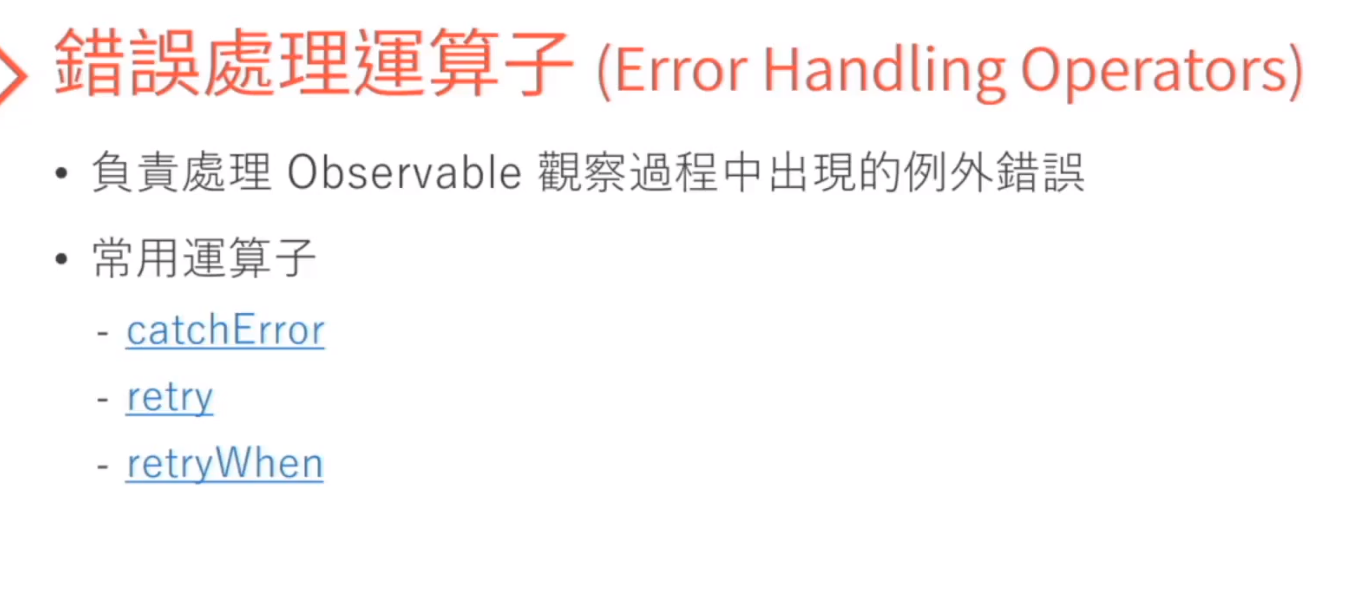 錯誤處理運算子 (Error Handling Operators)
• 負責處理 Observable 觀察過程中出現的例外錯誤
• 常用運算子
- catchError
- retry
- retryWhen